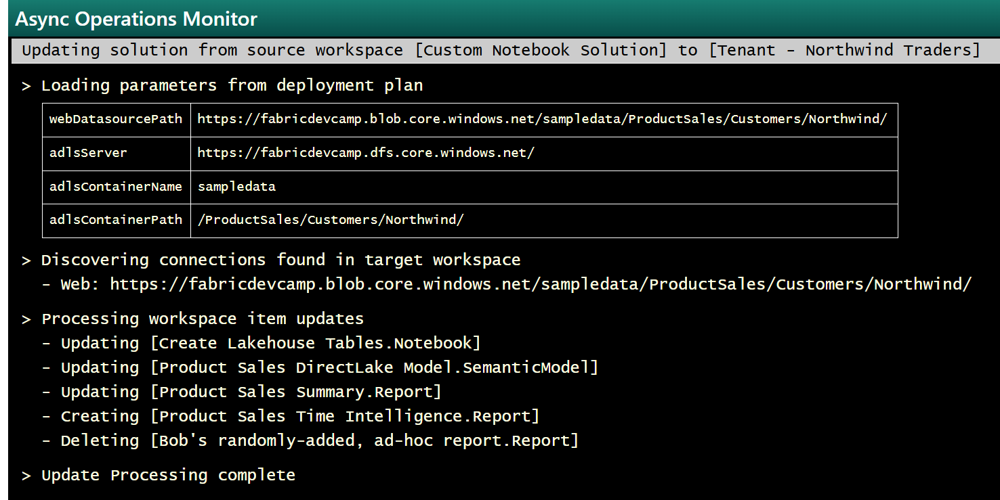 Async Operations Monitor
Updating solution from source workspace [Custom Notebook Solution] to [Tenant - Northwind Traders]
> Loading parameters from deployment plan
webDatasourcePath https://fabricdevcamp.blob.core.windows.net/sampledata/ProductSales/Customers/Northwind/
adlsServer https://fabricdevcamp.dfs.core.windows.net/
adlsContainerName sampledata
adlsContainerPath /ProductSales/Customers/Northwind/
> Discovering connections found in target workspace
- Web: https://fabricdevcamp.blob.core.windows.net/sampledata/ProductSales/Customers/Northwind/
> Processing workspace item updates
- Updating [Create Lakehouse Tables.Notebook]
- Updating [Product Sales DirectLake Model.SemanticModel]
- Updating [Product Sales Summary.Report]
- Creating [Product Sales Time Intelligence.Report]
- Deleting [Bob's randomly-added, ad-hoc report.Report]
> Update Processing complete